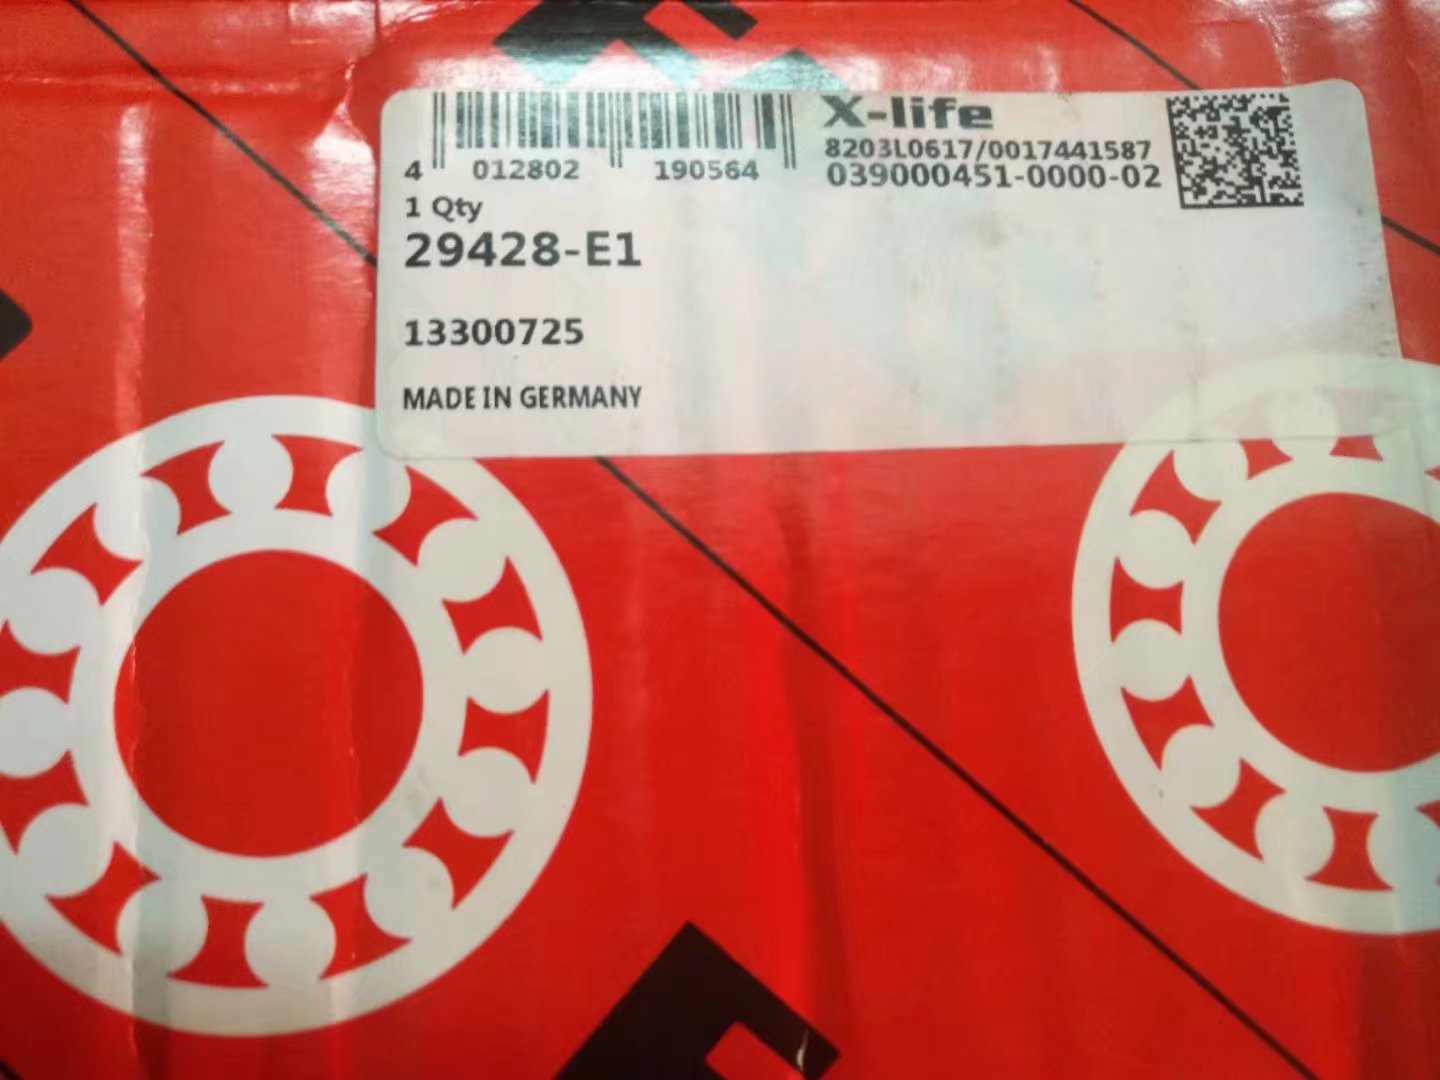 4 012802 190564
X-life
8203L0617/0017441587
039000451-0000-02
1 Qty
29428-E1
13300725
MADE IN GERMANY